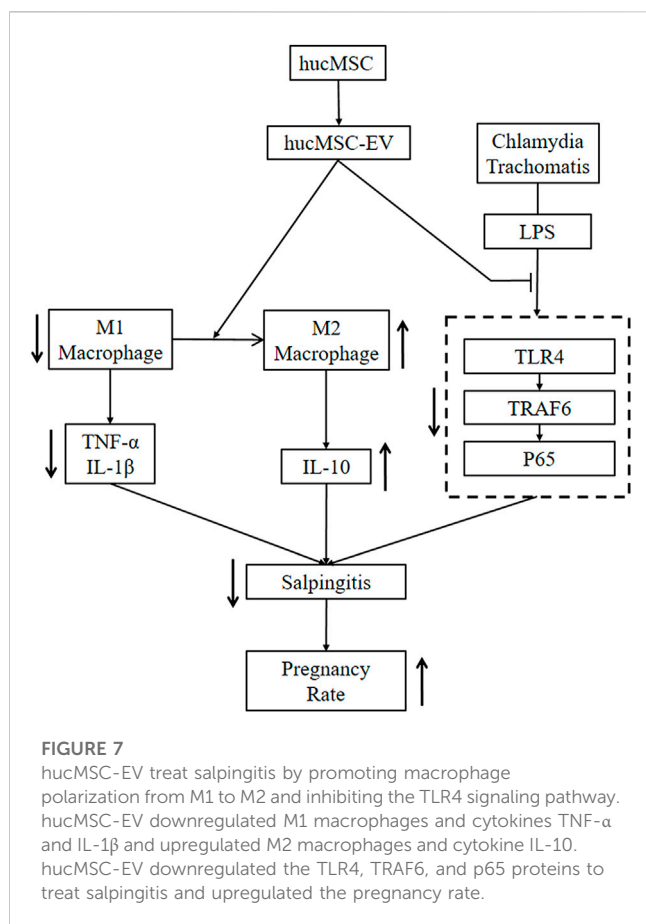 hucMSC
hucMSC-EV
Chlamydia
Trachomatis
LPS
M1
Macrophage
M2
Macrophage
TLR4
TRAF6
P65
TNF-α
IL-1β
IL-10
Salpingitis
Pregnancy
Rate
FIGURE 7
hucMSC-EV treat salpingitis by promoting macrophage
polarization from M1 to M2 and inhibiting the TLR4 signaling pathway.
hucMSC-EV downregulated M1 macrophages and cytokines TNF-α
and IL-1β and upregulated M2 macrophages and cytokine IL-10.
hucMSC-EV downregulated the TLR4, TRAF6, and p65 proteins to
treat salpingitis and upregulated the pregnancy rate.